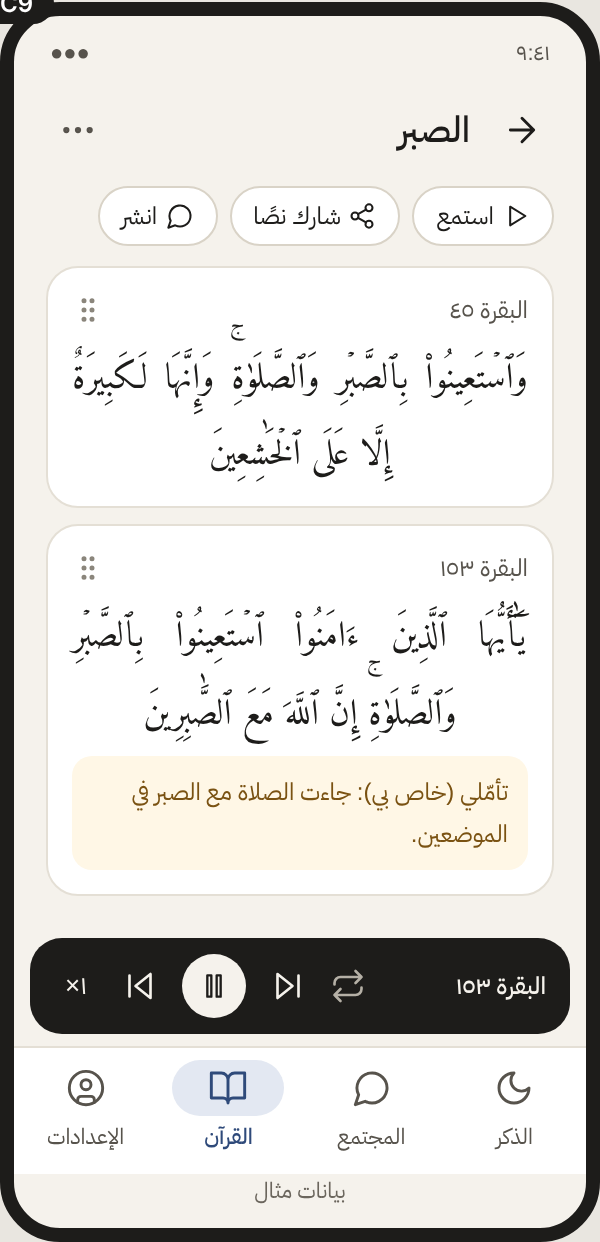 C9
٩:٤١
الصبر
استمع
شارك نصًا
انشر
البقرة ٤٥
وَٱسۡتَعِينُواْ بِٱلصَّبۡرِ وَٱلصَّلَوٰةِۚ وَإِنَّهَا لَكَبِيرَةٌ
إِلَّا عَلَى ٱلۡخَٰشِعِينَ
البقرة ١٥٣
يَٰٓأَيُّهَا ٱلَّذِينَ ءَامَنُواْ ٱسۡتَعِينُواْ بِٱلصَّبۡرِ
وَٱلصَّلَوٰةِۚ إِنَّ ٱللَّهَ مَعَ ٱلصَّٰبِرِينَ
تأمّلي (خاص بي): جاءت الصلاة مع الصبر في
الموضعين.
البقرة ١٥٣
×١
الذكر
المجتمع
القرآن
الإعدادات
بيانات مثال